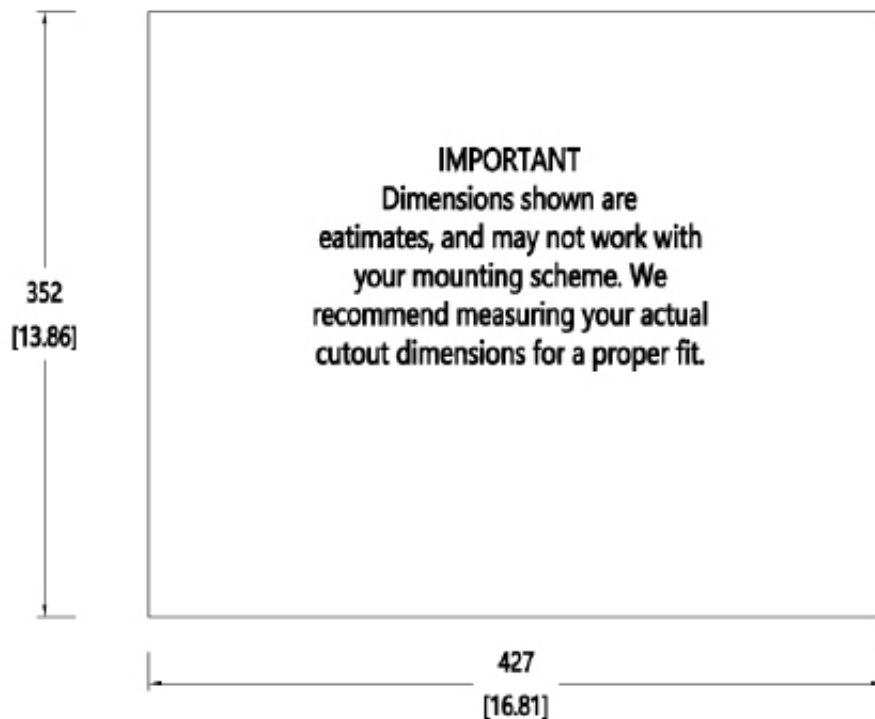 IMPORTANT
Dimensions shown are
eatimates, and may not work with
your mounting scheme. We
recommend measuring your actual
cutout dimensions for a proper fit.
352
[13.86]
427
[16.81]